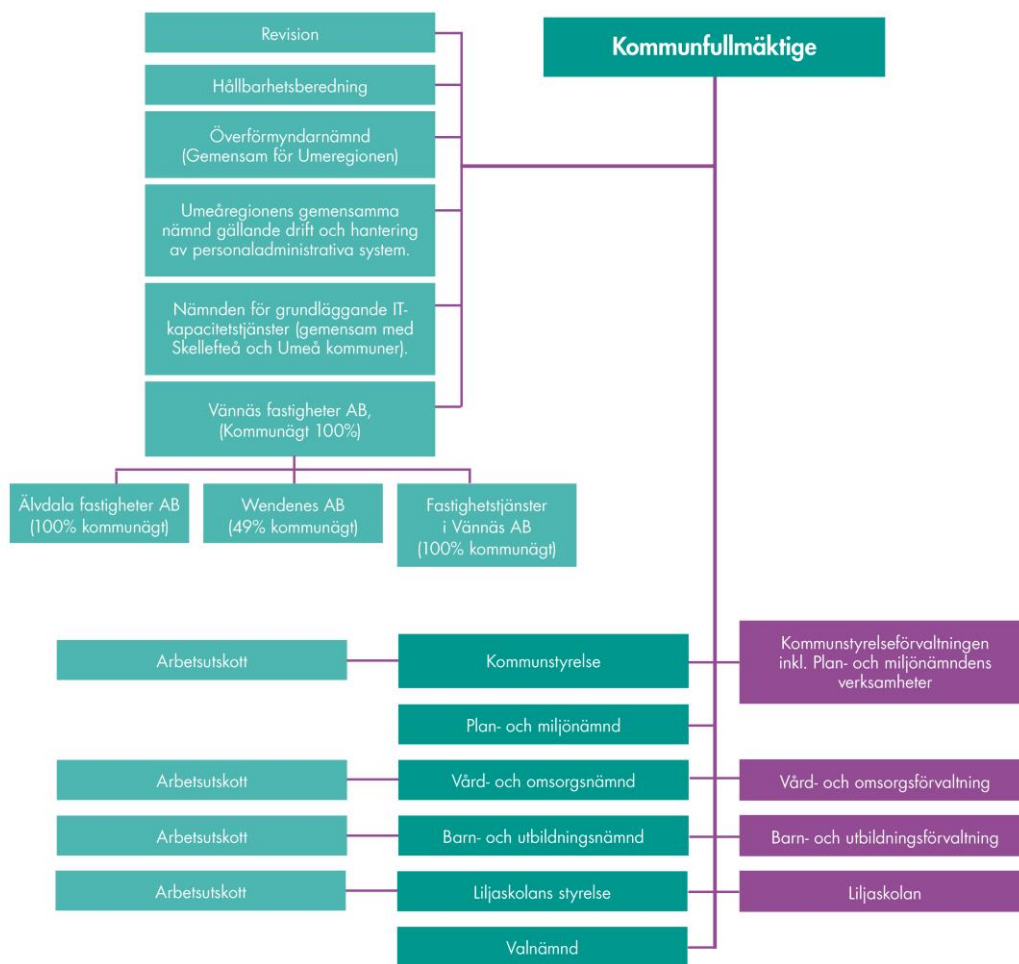 Kommunfullmäktige
Revision
Hållbarhetsberedning
Överförmyndarnämnd
(Gemensam för Umeregionen)
Umeåregionens gemensamma
nämnd gällande drift och hantering
av personaladministrativa system.
Nämnden för grundläggande IT-
kapacitetstjänster (gemensam med
Skellefteå och Umeå kommuner).
Vännäs fastigheter AB,
(Kommunägt 100%)
Älvdala fastigheter AB
(100% kommunägt)
Wendenes AB
(49% kommunägt)
Fastighetstjänster
i Vännäs AB
(100% kommunägt)
Arbetsutskott
Kommunstyrelse
Kommunstyrelseförvaltningen
inkl. Plan- och miljönämndens
verksamheter
Plan- och miljönämnd
Arbetsutskott
Vård- och omsorgsnämnd
Vård- och omsorgsförvaltning
Arbetsutskott
Barn- och utbildningsnämnd
Barn- och utbildningsförvaltning
Arbetsutskott
Liljaskolans styrelse
Liljaskolan
Valnämnd